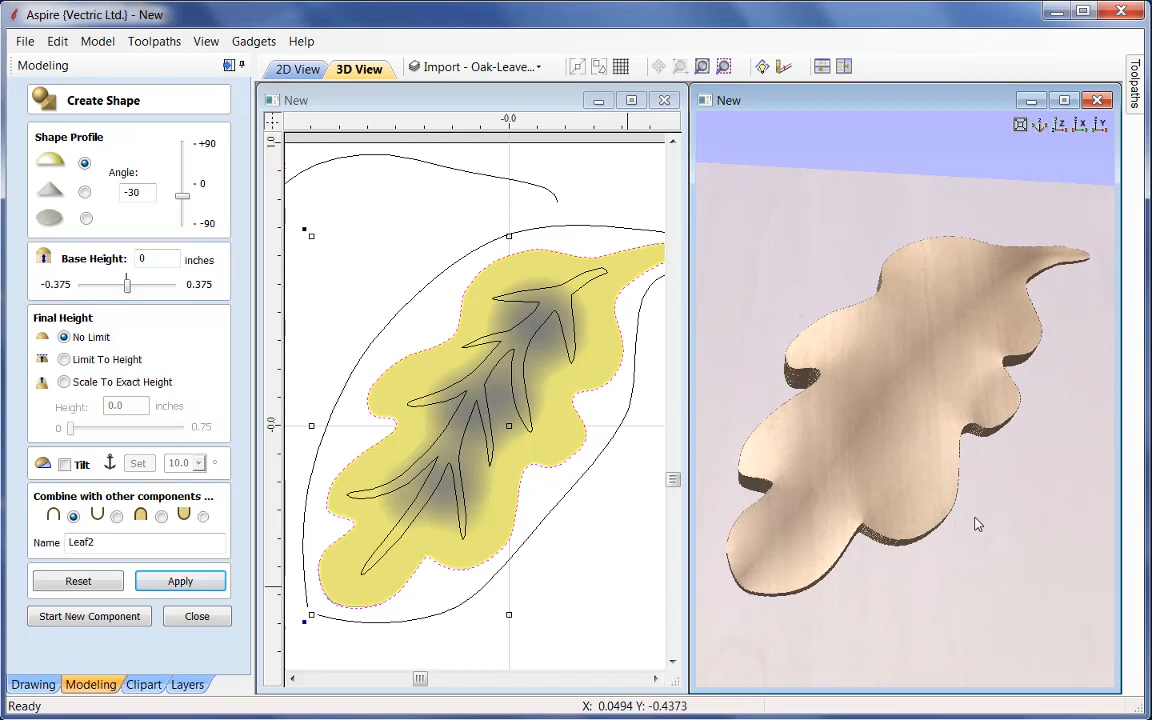 Aspire {Vectric Ltd.} - New
File Edit Model Toolpaths View Gadgets Help
Modeling
2D View 3D View Import - Oak-Leave...
Toolpaths
Create Shape
New
New
-0.0
Shape Profile
+90
Angle:
-30
0
-90
Base Height: 0 inches
-0.375 0.375
Final Height
No Limit
Limit To Height
Scale To Exact Height
Height: 0.0 inches
0 0.75
-0.0
Tilt Set 10.0 °
Combine with other components ...
Name Leaf2
Reset Apply
Start New Component Close
Drawing Modeling Clipart Layers
Ready X: 0.0494 Y: -0.4373